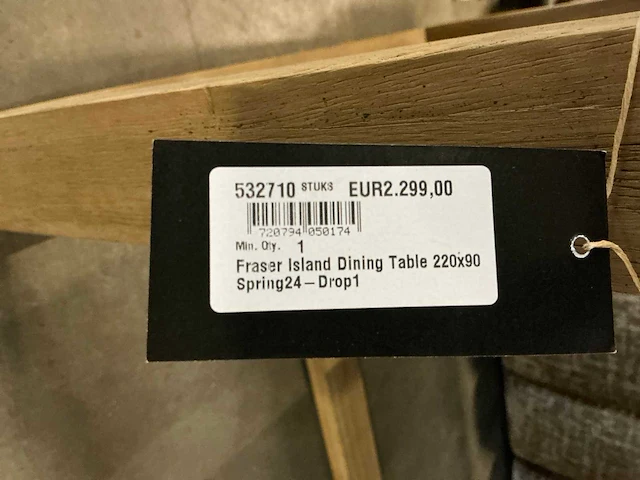 532710 STUKS EUR2.299,00
720794 050174
Min. Qty. 1
Fraser Island Dining Table 220x90
Spring24-Drop1